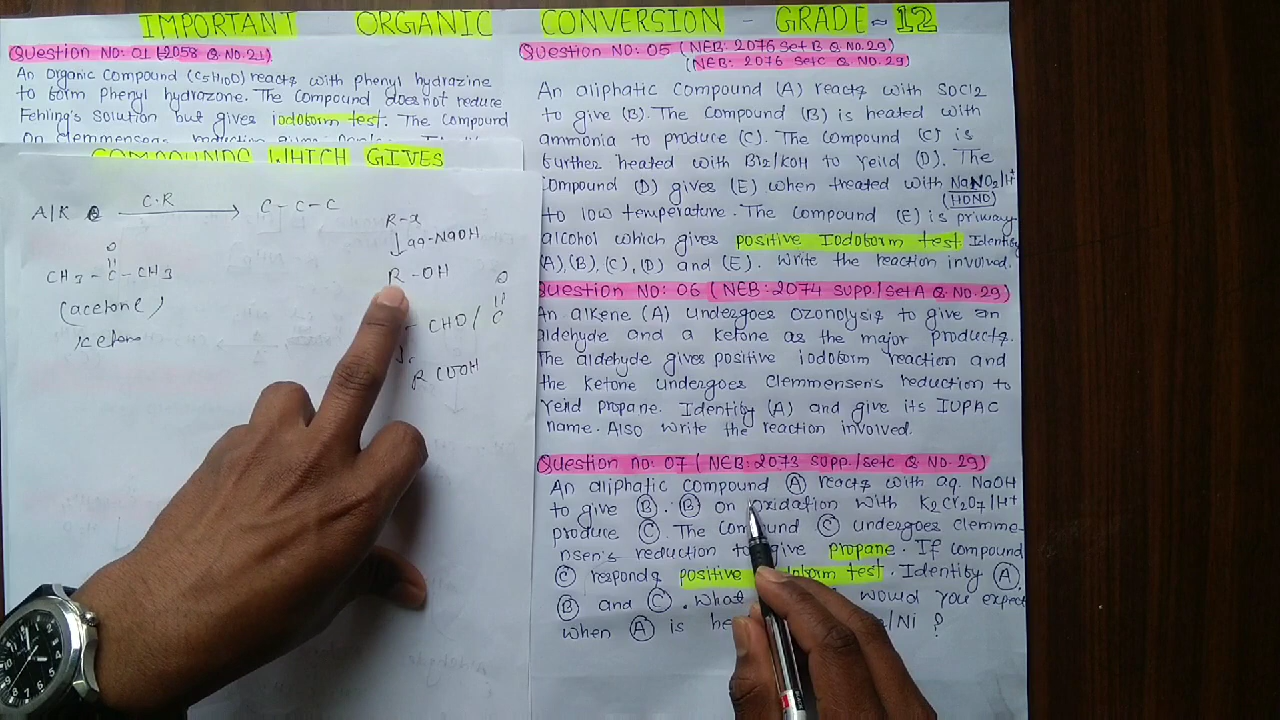 IMPORTANT ORGANIC CONVERSION - GRADE~12
Question NO: 01 (2058 Q.NO.21)
An Organic Compound (C5H10O) reacts with phenyl hydrazine
to form Phenyl hydrazone. The Compound does not reduce
Fehling's solution but gives iodoform test. The Compound
On clemmensen
COMPOUNDS WHICH GIVES
A/K C.R C-C-C
R-x
aq-NaOH
R-OH
O
CH3-C-CH3
(acetone)
O
CHO/ C
R COOH
Question NO: 05 (NEB: 2076 Set B Q.NO.29)
(NEB: 2076 Set C Q.NO.29)
An aliphatic Compound (A) reacts with SOCl2
to give (B). The Compound (B) is heated with
ammonia to produce (C). The Compound (C) is
further heated with Br2/KOH to reild (D). The
Compound (D) gives (E) when treated with NaNO2/H+
(HONO)
to low temperature. The Compound (E) is primary
alcohol which gives positive Iodoform test. Identify
(A), (B), (C), (D) and (E). Write the reaction involved.
Question NO: 06 (NEB: 2074 SUPP./Set A Q.NO.29)
An alkene (A) undergoes ozonolysis to give an
aldehyde and a Ketone as the major products.
The aldehyde gives positive iodoform reaction and
the Ketone undergoes Clemmensen's reduction to
reild propane. Identity (A) and give its IUPAC
name. Also write the reaction involved.
Question NO: 07 (NEB: 2073 SUPP./Set C Q.NO.29)
An aliphatic compound (A) reacts with aq. NaOH
to give (B). (B) on oxidation with K2Cr2O7/H+
produce (C). The Compound (C) undergoes Clemme-
nsen's reduction to give propane. If compound
(C) responds positive test. Identity (A),
(B) and (C). What would you expect
when (A) is /Ni ?